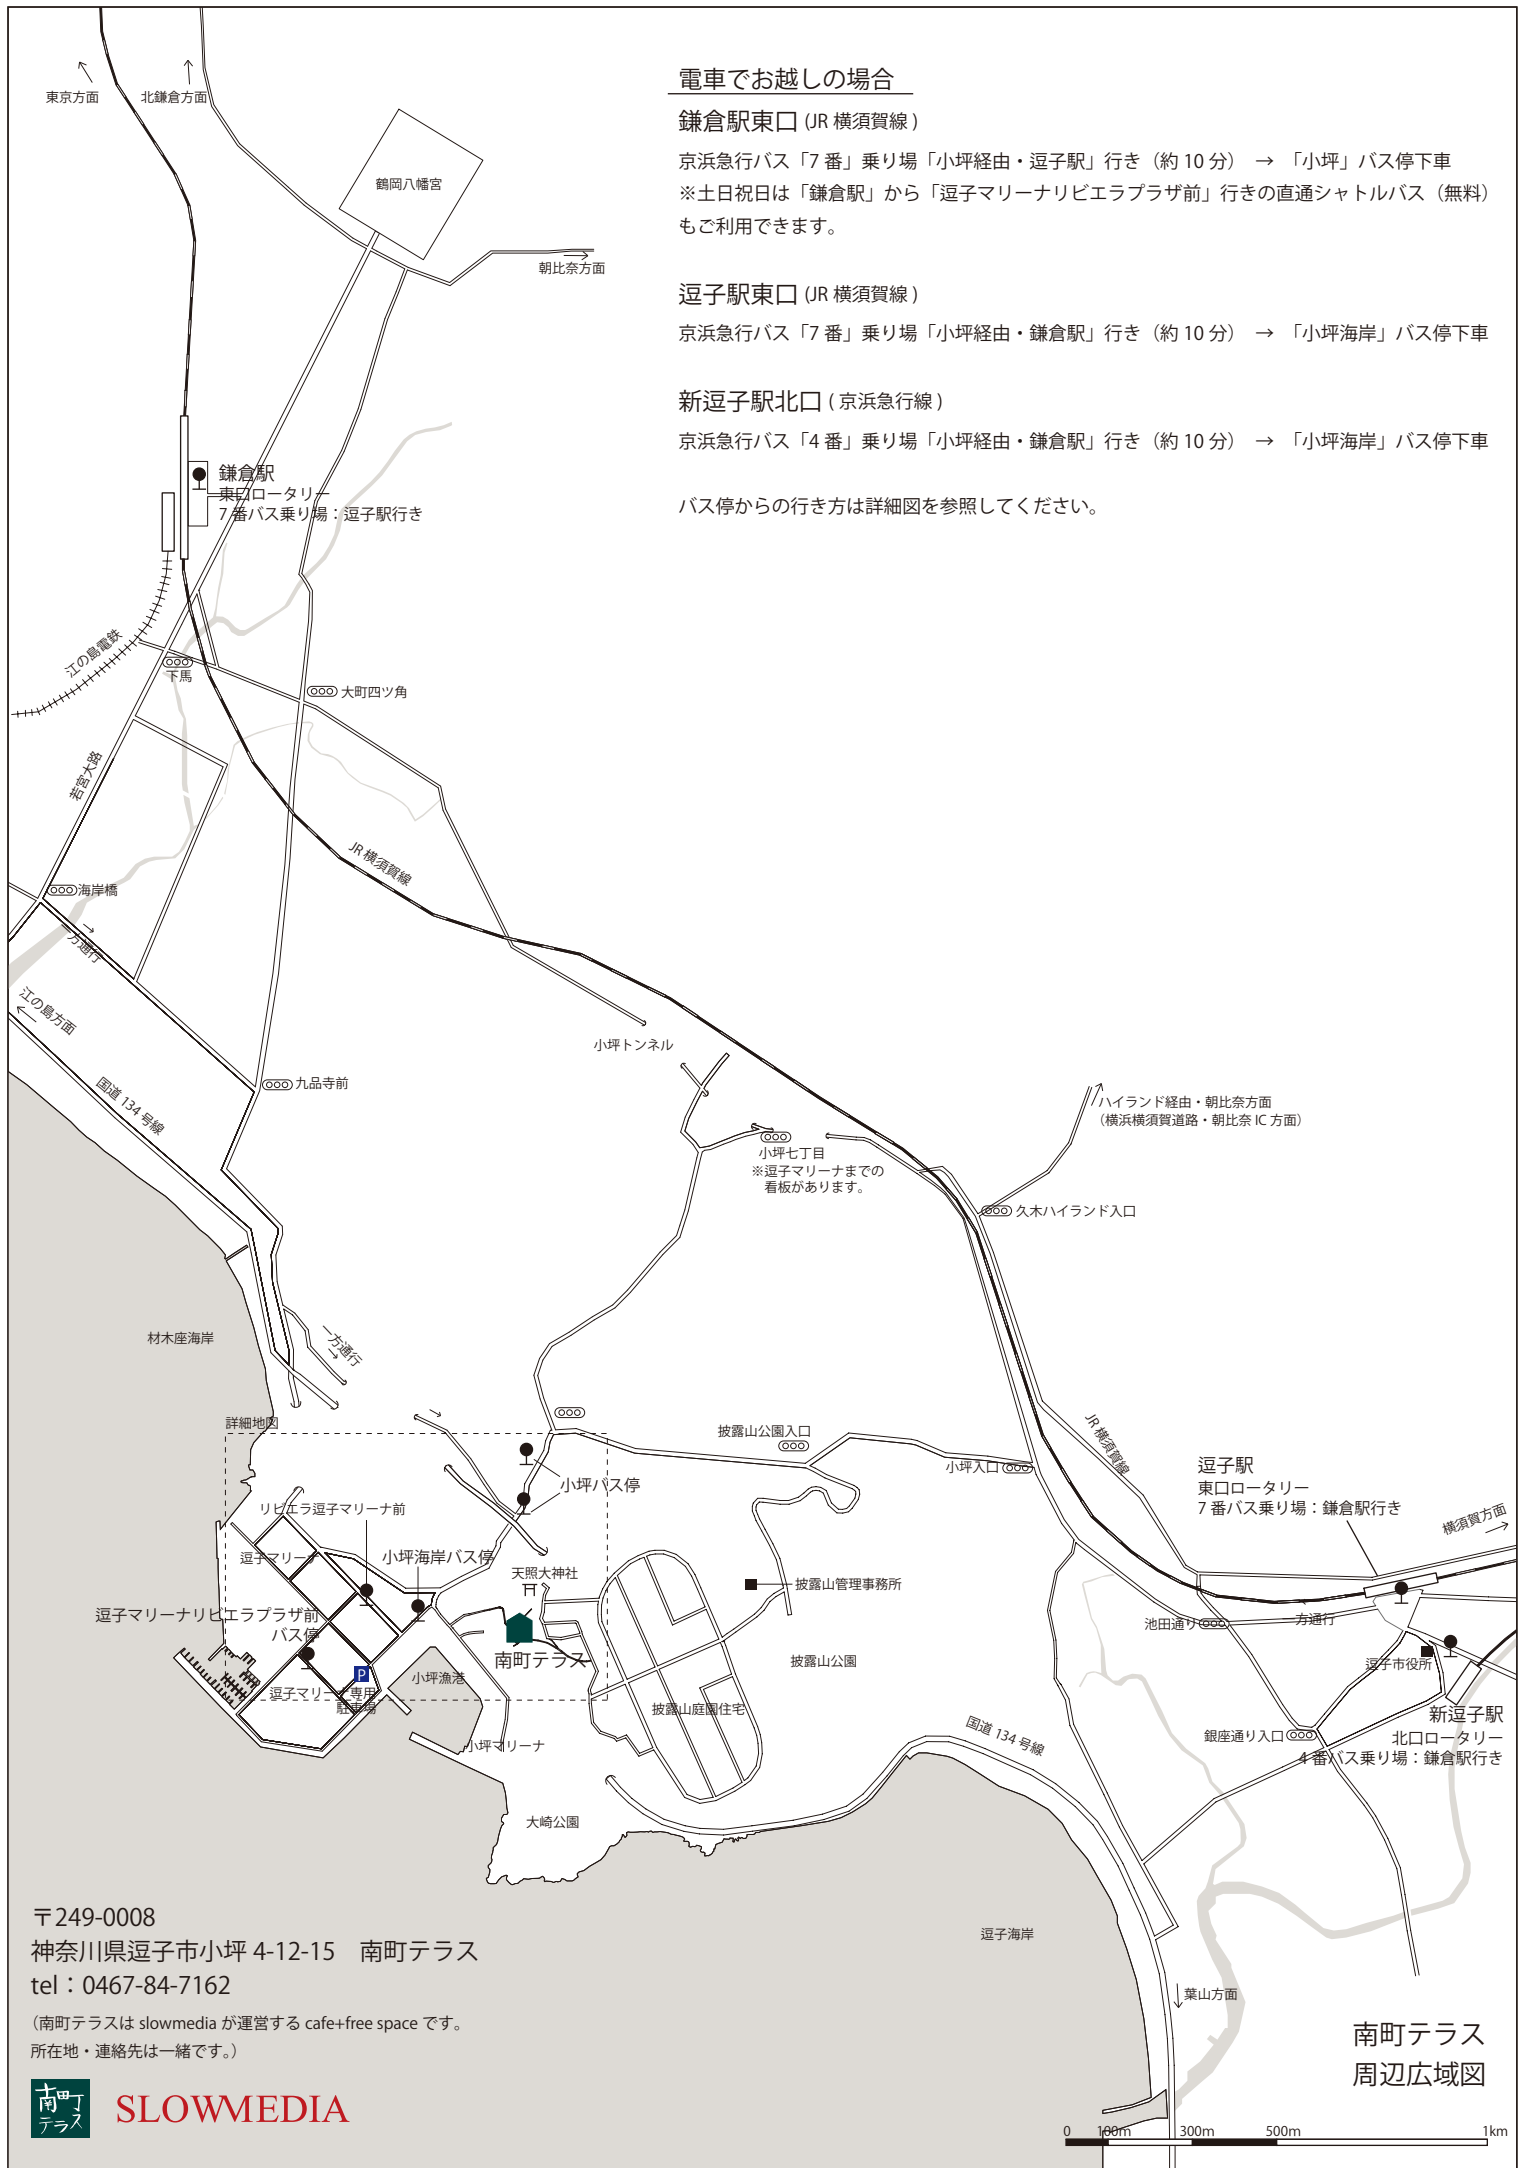 電車でお越しの場合
鎌倉駅東口 (JR 横須賀線 )
京浜急行バス「7 番」乗り場「小坪経由・逗子駅」行き（約 10 分） → 「小坪」バス停下車
※土日祝日は「鎌倉駅」から「逗子マリーナリビエラプラザ前」行きの直通シャトルバス（無料）
もご利用できます。
逗子駅東口 (JR 横須賀線 )
京浜急行バス「7 番」乗り場「小坪経由・鎌倉駅」行き（約 10 分） → 「小坪海岸」バス停下車
新逗子駅北口 ( 京浜急行線 )
京浜急行バス「4 番」乗り場「小坪経由・鎌倉駅」行き（約 10 分） → 「小坪海岸」バス停下車
バス停からの行き方は詳細図を参照してください。
東京方面
北鎌倉方面
鶴岡八幡宮
朝比奈方面
鎌倉駅
東口ロータリー
7 番バス乗り場：逗子駅行き
江の島電鉄
下馬
大町四ツ角
若宮大路
JR 横須賀線
海岸橋
一方通行
江の島方面
国道 134 号線
九品寺前
小坪トンネル
小坪七丁目
※逗子マリーナまでの
看板があります。
ハイランド経由・朝比奈方面
（横浜横須賀道路・朝比奈 IC 方面）
久木ハイランド入口
材木座海岸
一方通行
詳細地図
披露山公園入口
小坪入口
JR 横須賀線
小坪バス停
リビエラ逗子マリーナ前
逗子マリーナ
小坪海岸バス停
天照大神社
披露山管理事務所
逗子駅
東口ロータリー
7 番バス乗り場：鎌倉駅行き
横須賀方面
逗子マリーナリビエラプラザ前
バス停
南町テラス
P
逗子マリーナ専用
駐車場
小坪漁港
小坪マリーナ
披露山庭園住宅
披露山公園
池田通り
一方通行
逗子市役所
新逗子駅
北口ロータリー
4 番バス乗り場：鎌倉駅行き
銀座通り入口
国道 134 号線
大崎公園
逗子海岸
葉山方面
〒249-0008
神奈川県逗子市小坪 4-12-15　南町テラス
tel：0467-84-7162
（南町テラスは slowmedia が運営する cafe+free space です。
所在地・連絡先は一緒です。）
南町
テラス
SLOWMEDIA
南町テラス
周辺広域図
0 100m 300m 500m 1km